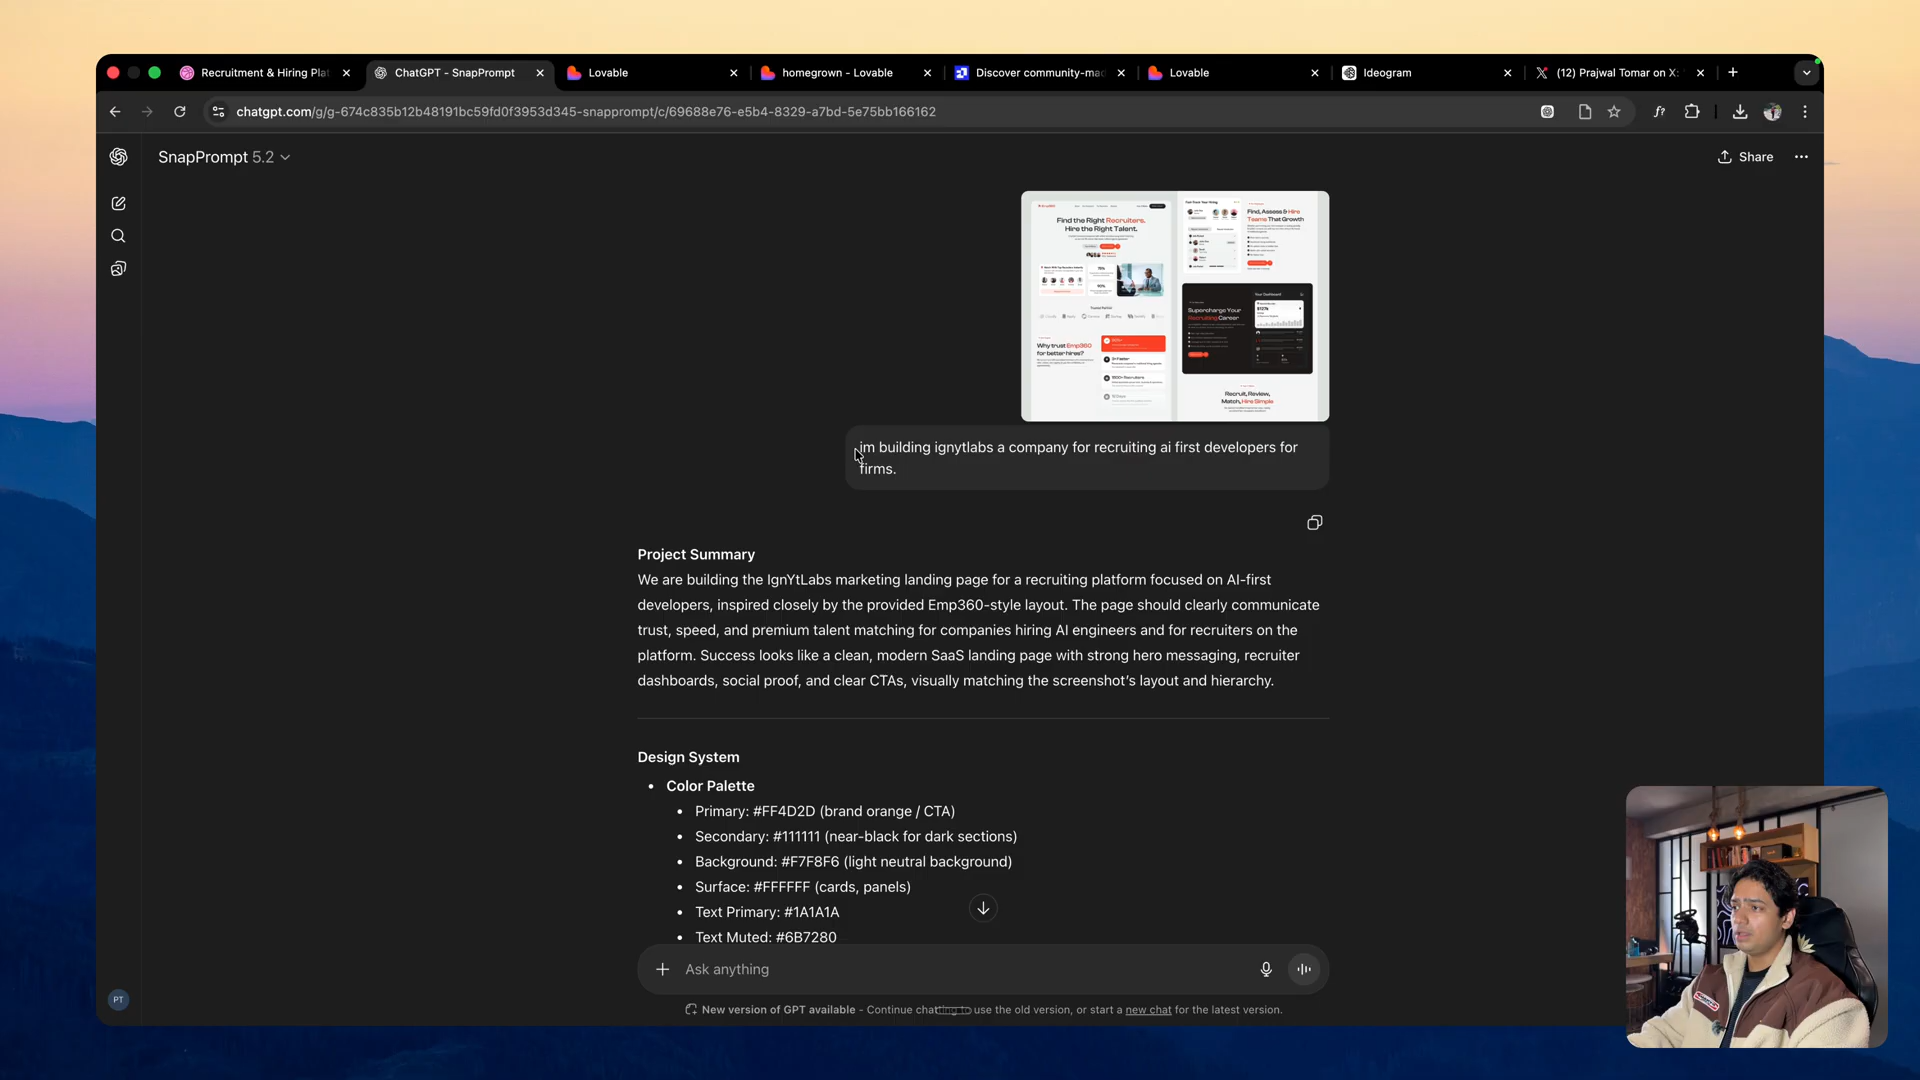 Recruitment & Hiring Pla
ChatGPT - SnapPrompt
Lovable
homegrown - Lovable
Discover community-mac
Lovable
Ideogram
(12) Prajwal Tomar on X:
chatgpt.com/g/g-674c835b12b48191bc59fd0f3953d345-snapprompt/c/69688e76-e5b4-8329-a7bd-5e75bb166162
SnapPrompt 5.2
Share
Find the Right Recruiters.
Hire the Right Talent.
Why trust Emp360
for better hires?
Find, Assess & Hire
Teams That Growth
Supercharge Your
Recruiting Career
Your Dashboard
Recruit, Review,
Match, Hire Simple
im building ignytlabs a company for recruiting ai first developers for
firms.
Project Summary
We are building the IgnYtLabs marketing landing page for a recruiting platform focused on AI-first
developers, inspired closely by the provided Emp360-style layout. The page should clearly communicate
trust, speed, and premium talent matching for companies hiring AI engineers and for recruiters on the
platform. Success looks like a clean, modern SaaS landing page with strong hero messaging, recruiter
dashboards, social proof, and clear CTAs, visually matching the screenshot's layout and hierarchy.
Design System
• Color Palette
• Primary: #FF4D2D (brand orange / CTA)
• Secondary: #111111 (near-black for dark sections)
• Background: #F7F8F6 (light neutral background)
• Surface: #FFFFFF (cards, panels)
• Text Primary: #1A1A1A
• Text Muted: #6B7280
Ask anything
New version of GPT available - Continue chatting to use the old version, or start a new chat for the latest version.
PT